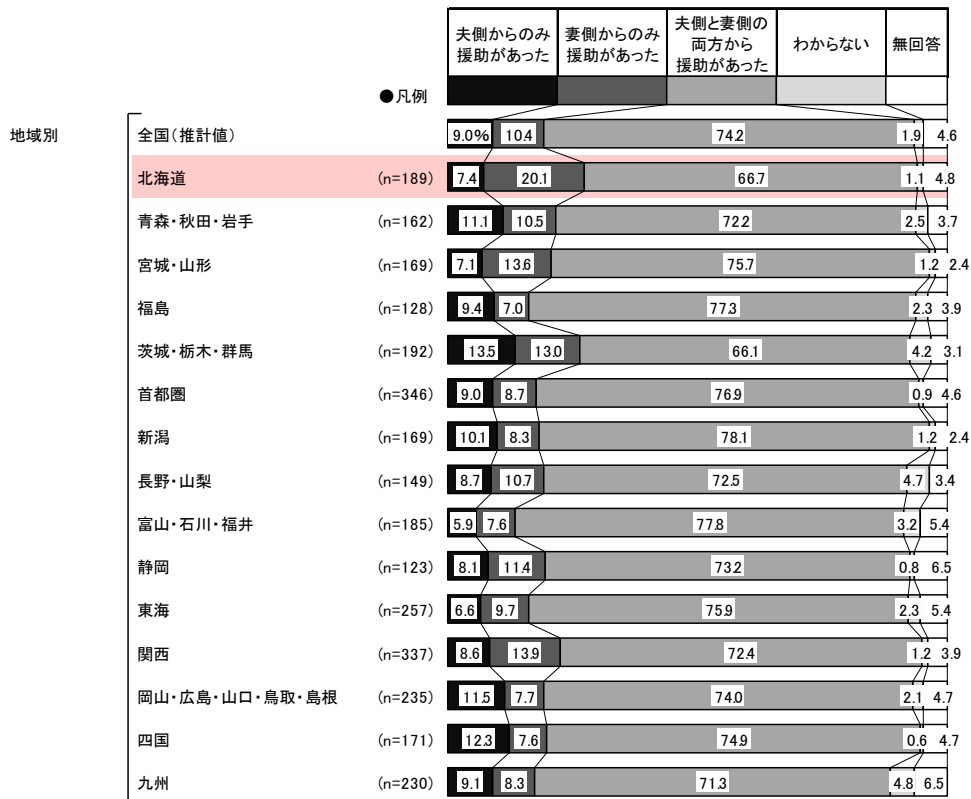 夫側からのみ 援助があった
妻側からのみ 援助があった
夫側と妻側の 両方から 援助があった
わからない
無回答
●凡例
地域別
全国(推計値) 9.0% 10.4 74.2 1.9 4.6
北海道 (n=189) 7.4 20.1 66.7 1.1 4.8
青森・秋田・岩手 (n=162) 11.1 10.5 72.2 2.5 3.7
宮城・山形 (n=169) 7.1 13.6 75.7 1.2 2.4
福島 (n=128) 9.4 7.0 77.3 2.3 3.9
茨城・栃木・群馬 (n=192) 13.5 13.0 66.1 4.2 3.1
首都圏 (n=346) 9.0 8.7 76.9 0.9 4.6
新潟 (n=169) 10.1 8.3 78.1 1.2 2.4
長野・山梨 (n=149) 8.7 10.7 72.5 4.7 3.4
富山・石川・福井 (n=185) 5.9 7.6 77.8 3.2 5.4
静岡 (n=123) 8.1 11.4 73.2 0.8 6.5
東海 (n=257) 6.6 9.7 75.9 2.3 5.4
関西 (n=337) 8.6 13.9 72.4 1.2 3.9
岡山・広島・山口・鳥取・島根 (n=235) 11.5 7.7 74.0 2.1 4.7
四国 (n=171) 12.3 7.6 74.9 0.6 4.7
九州 (n=230) 9.1 8.3 71.3 4.8 6.5